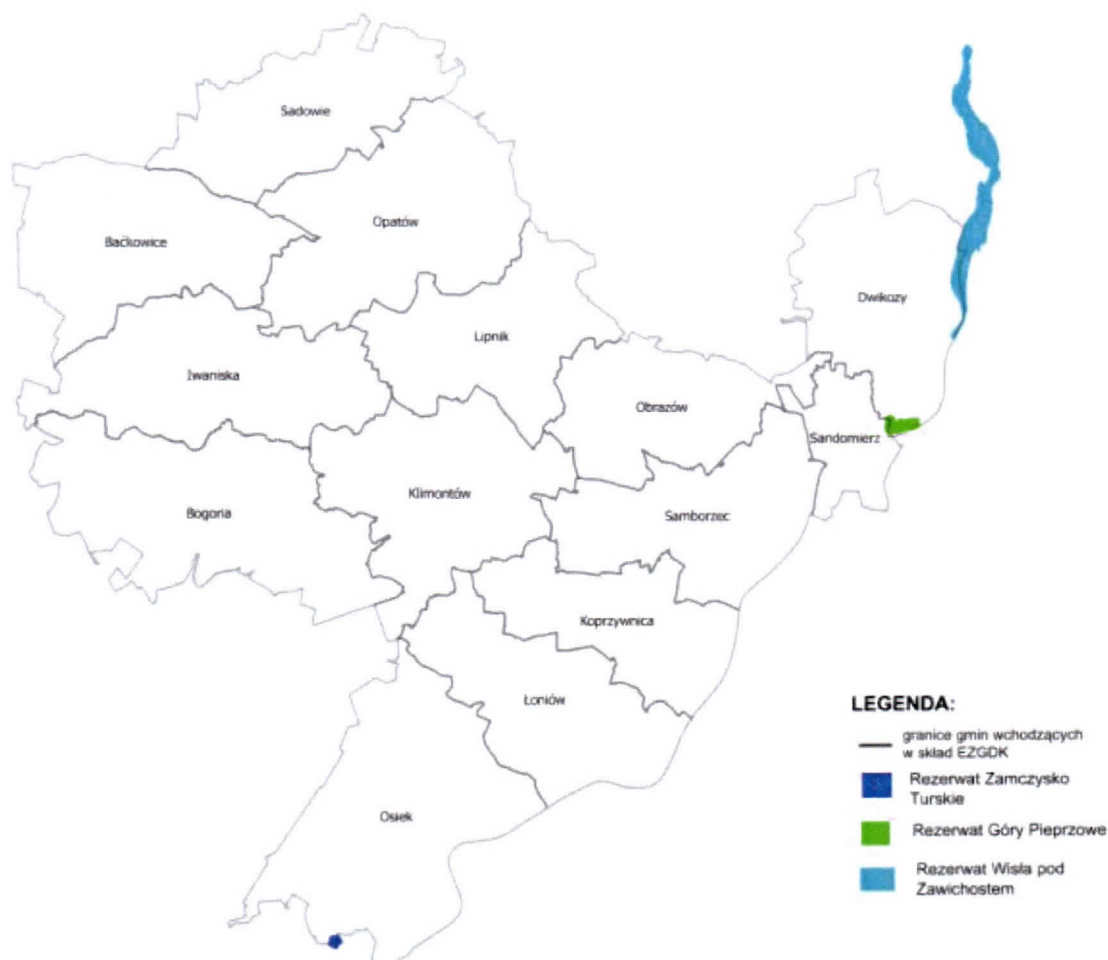 Sadowie
Opatów
Baćkowice
Dwikozy
Lipnik
Iwaniska
Obrazów
Sandomierz
Klimontów
Bogoria
Samborzec
Koprzywnica
Łoniów
Osiek
LEGENDA:
granice gmin wchodzących
w skład EZGDK
Rezerwat Zamczysko
Turskie
Rezerwat Góry Pieprzowe
Rezerwat Wisła pod
Zawichostem